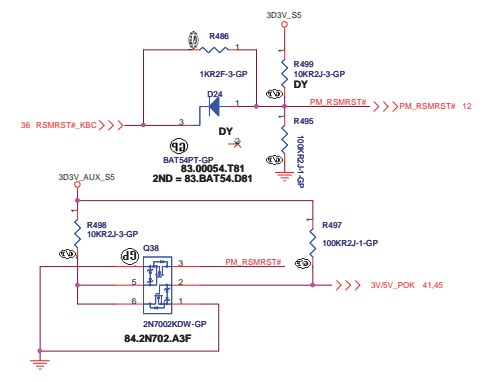 3D3V_S5
R486
1
1KR2F-3-GP
R499
10KR2J-3-GP
DY
D24
36 RSMRST#_KBC
3
1
PM_RSMRST#
PM_RSMRST# 12
DY
R495
100KR2J-1-GP
BAT54PT-GP
83.00054.T81
2ND = 83.BAT54.D81
3D3V_AUX_S5
1
R498
10KR2J-3-GP
GP
Q38
1
R497
100KR2J-1-GP
4
3
PM_RSMRST#
5
2
3V/5V_POK 41,45
6
1
2N7002KDW-GP
84.2N702.A3F